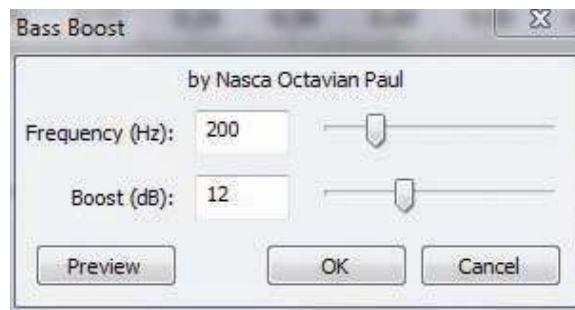 Bass Boost
by Nasca Octavian Paul
Frequency (Hz): 200
Boost (dB): 12
Preview OK Cancel